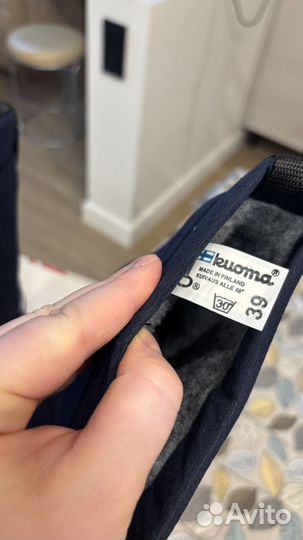 kuoma®
MADE IN FINLAND
KUIVAUS ALLE 40°
30°
39
®
Avito